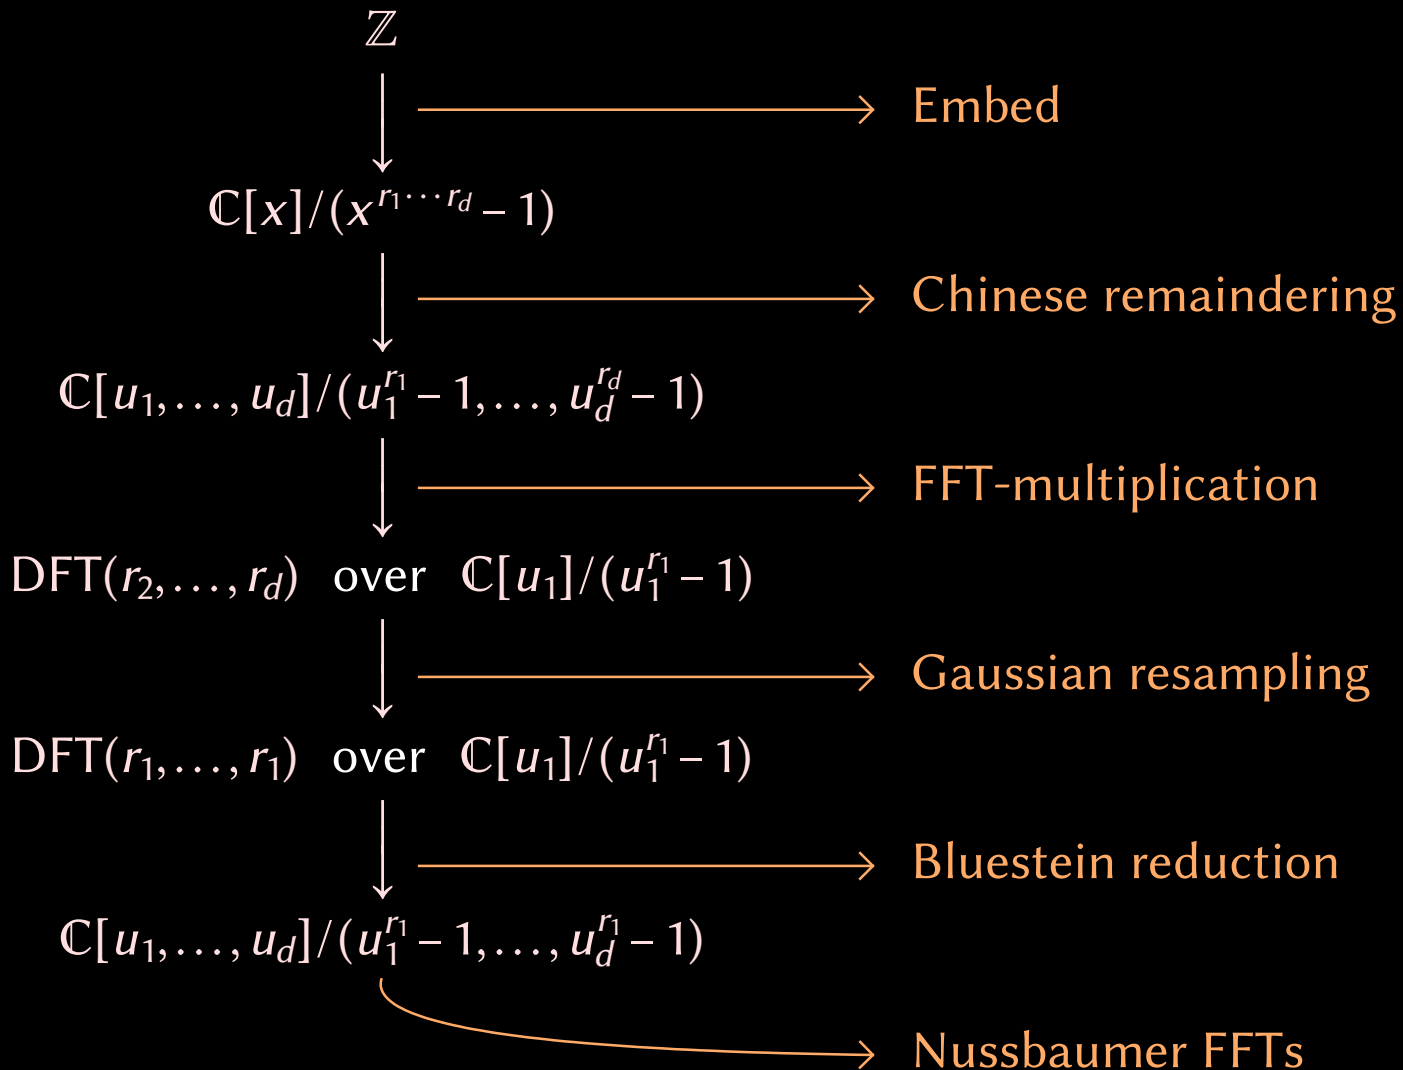 ℤ
Embed
ℂ[x]/(x^{r₁⋯r_d} – 1)
Chinese remaindering
ℂ[u₁,…, u_d]/(u₁^{r₁} – 1,…, u_d^{r_d} – 1)
FFT-multiplication
DFT(r₂,…, r_d) over ℂ[u₁]/(u₁^{r₁} – 1)
Gaussian resampling
DFT(r₁,…, r₁) over ℂ[u₁]/(u₁^{r₁} – 1)
Bluestein reduction
ℂ[u₁,…, u_d]/(u₁^{r₁} – 1,…, u_d^{r₁} – 1)
Nussbaumer FFTs